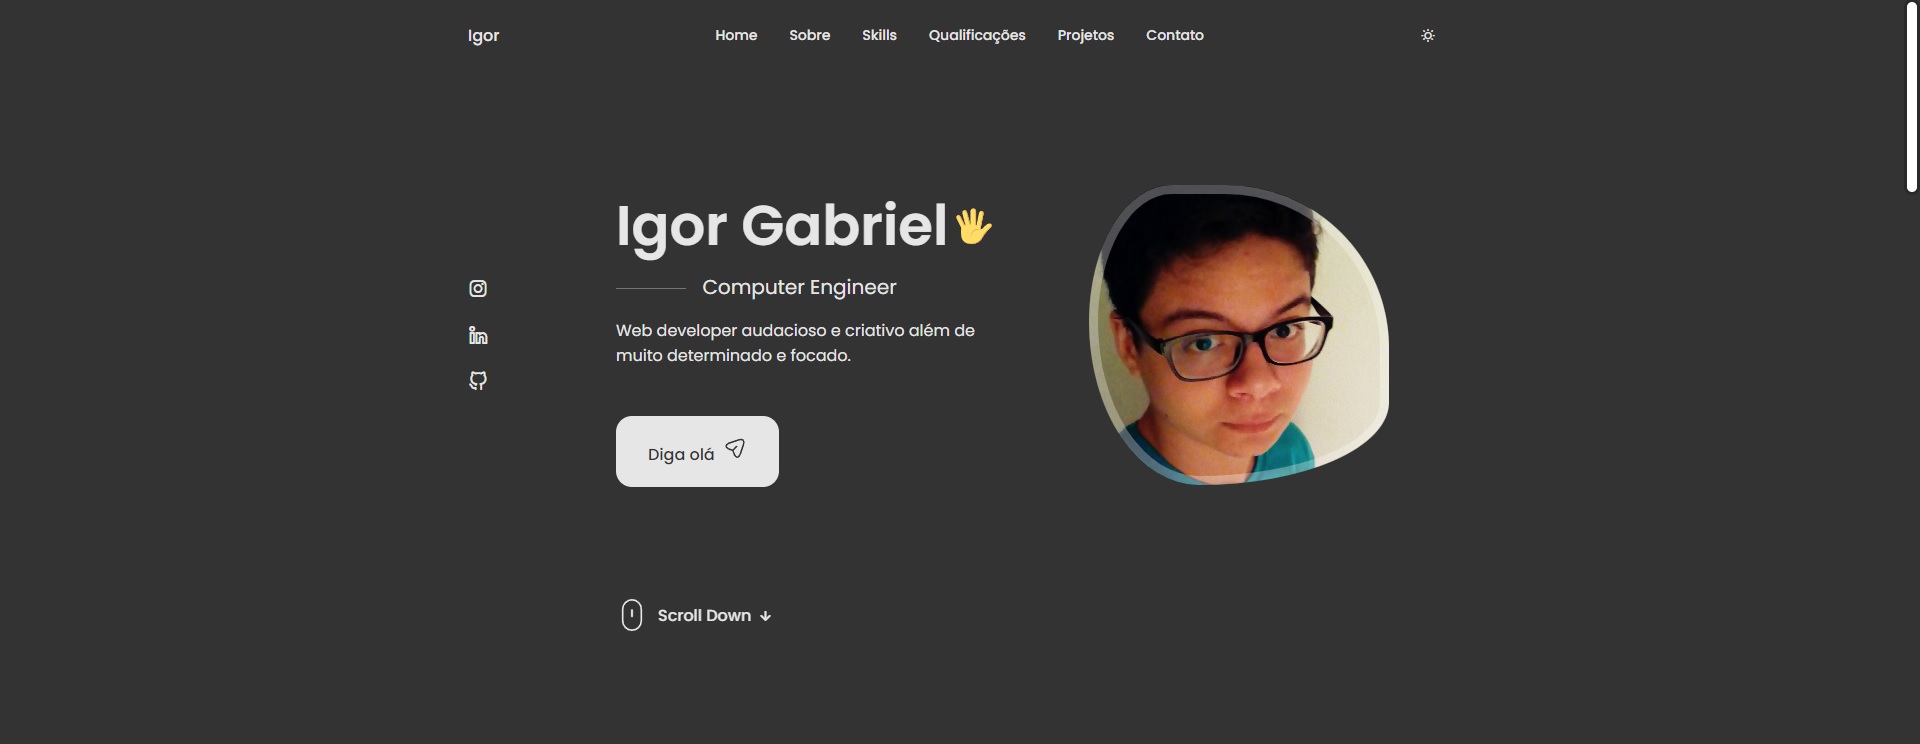 Igor
Home Sobre Skills Qualificações Projetos Contato
Igor Gabriel🖐
Computer Engineer
Web developer audacioso e criativo além de
muito determinado e focado.
Diga olá
Scroll Down